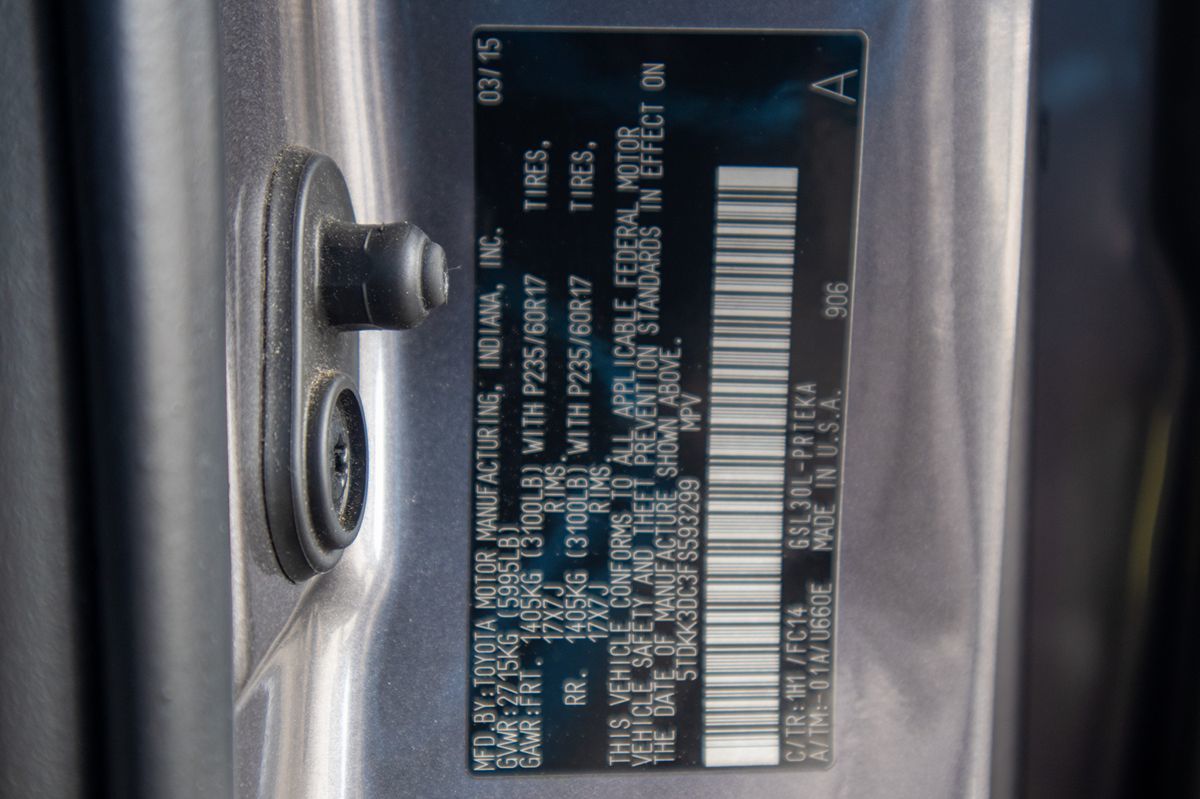 MFD.BY:TOYOTA MOTOR MANUFACTURING, INDIANA, INC. 03/15
GVWR:2715KG (5995LB)
GAWR:FRT. 1405KG (3100LB) WITH P235/60R17 TIRES,
17X7J RIMS.
RR. 1405KG (3100LB) WITH P235/60R17 TIRES,
17X7J RIMS.
THIS VEHICLE CONFORMS TO ALL APPLICABLE FEDERAL MOTOR
VEHICLE SAFETY AND THEFT PREVENTION STANDARDS IN EFFECT ON
THE DATE OF MANUFACTURE SHOWN ABOVE.
5TDKK3DC3FS593299 MPV
C/TR:1H1 /FC14 GSL30L-PRTEKA
A/TM:-01A/U660E MADE IN U.S.A. 906 A